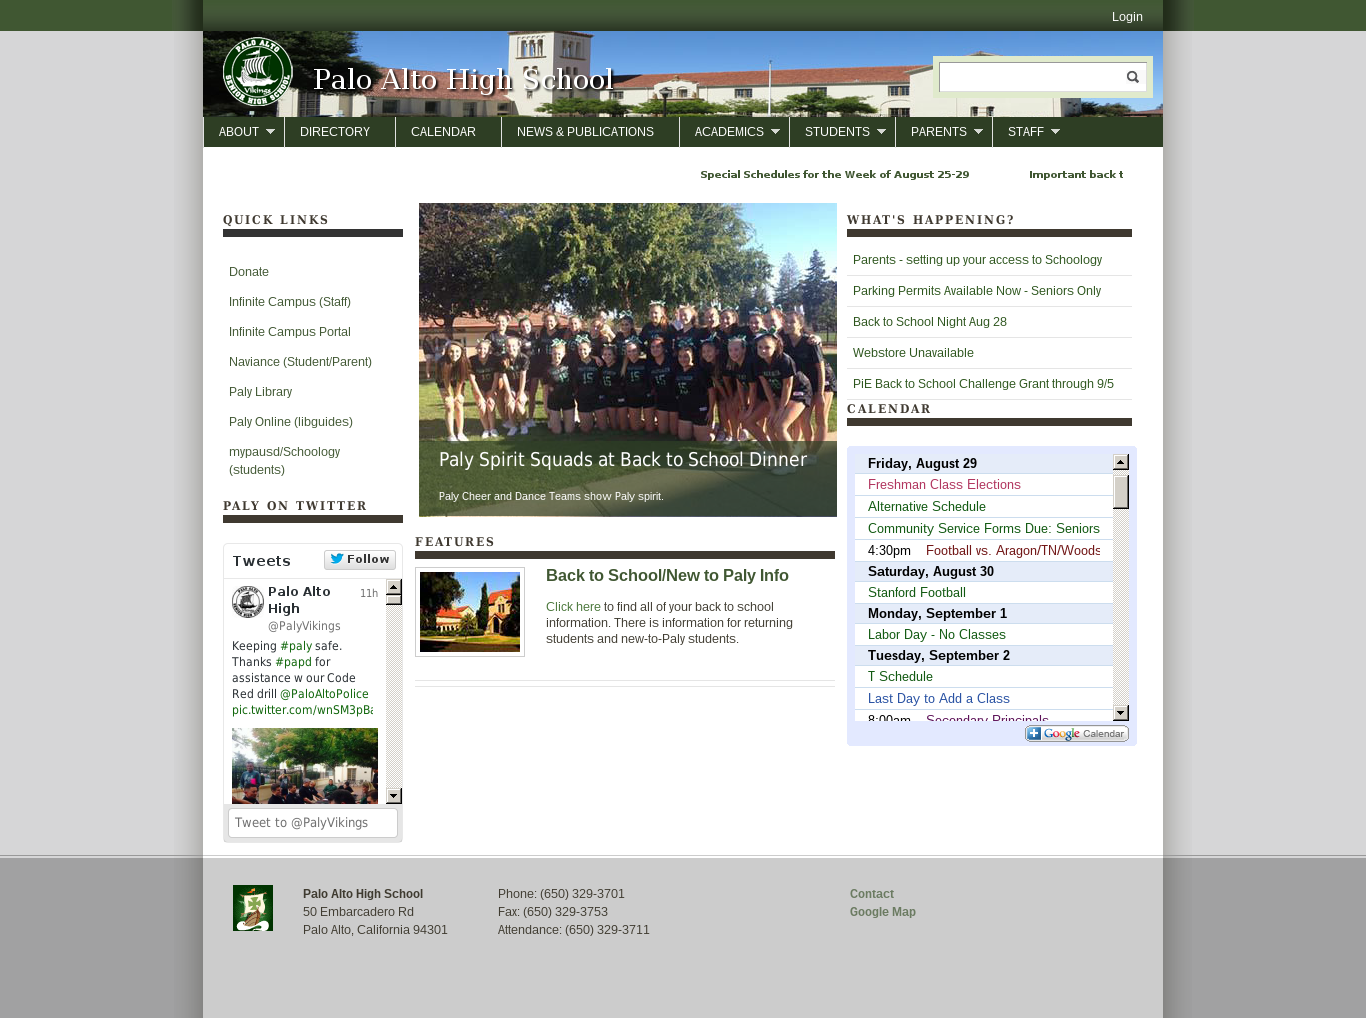 Login
PALO ALTO
Vikings
SENIOR HIGH SCHOOL
Palo Alto High School
ABOUT
DIRECTORY
CALENDAR
NEWS & PUBLICATIONS
ACADEMICS
STUDENTS
PARENTS
STAFF
Special Schedules for the Week of August 25-29
Important back t
QUICK LINKS
Donate
Infinite Campus (Staff)
Infinite Campus Portal
Naviance (Student/Parent)
Paly Library
Paly Online (libguides)
mypausd/Schoology
(students)
PALY ON TWITTER
Tweets
Follow
Palo Alto
High
11h
@PalyVikings
Keeping #paly safe.
Thanks #papd for
assistance w our Code
Red drill @PaloAltoPolice
pic.twitter.com/wnSM3pBa
Tweet to @PalyVikings
Paly Spirit Squads at Back to School Dinner
Paly Cheer and Dance Teams show Paly spirit.
FEATURES
Back to School/New to Paly Info
Click here to find all of your back to school
information. There is information for returning
students and new-to-Paly students.
WHAT'S HAPPENING?
Parents - setting up your access to Schoology
Parking Permits Available Now - Seniors Only
Back to School Night Aug 28
Webstore Unavailable
PiE Back to School Challenge Grant through 9/5
CALENDAR
Friday, August 29
Freshman Class Elections
Alternative Schedule
Community Service Forms Due: Seniors
4:30pm Football vs. Aragon/TN/Woods
Saturday, August 30
Stanford Football
Monday, September 1
Labor Day - No Classes
Tuesday, September 2
T Schedule
Last Day to Add a Class
8:00am Secondary Principals
Google Calendar
Palo Alto High School
50 Embarcadero Rd
Palo Alto, California 94301
Phone: (650) 329-3701
Fax: (650) 329-3753
Attendance: (650) 329-3711
Contact
Google Map